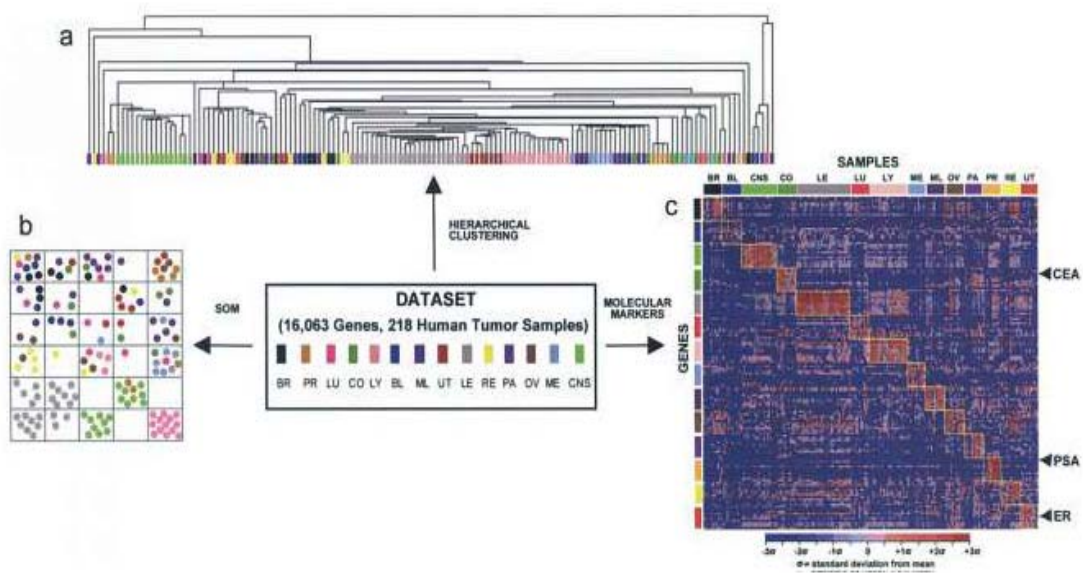 a
HIERARCHICAL
CLUSTERING
b
SOM
DATASET
(16,063 Genes, 218 Human Tumor Samples)
BR PR LU CO LY BL ML UT LE RE PA OV ME CNS
MOLECULAR
MARKERS
c
SAMPLES
BR BL CNS CO LE LU LY ME ML OV PA PR RE UT
GENES
CEA
PSA
ER
-3σ -2σ -1σ 0 +1σ +2σ +3σ
σ = standard deviation from mean